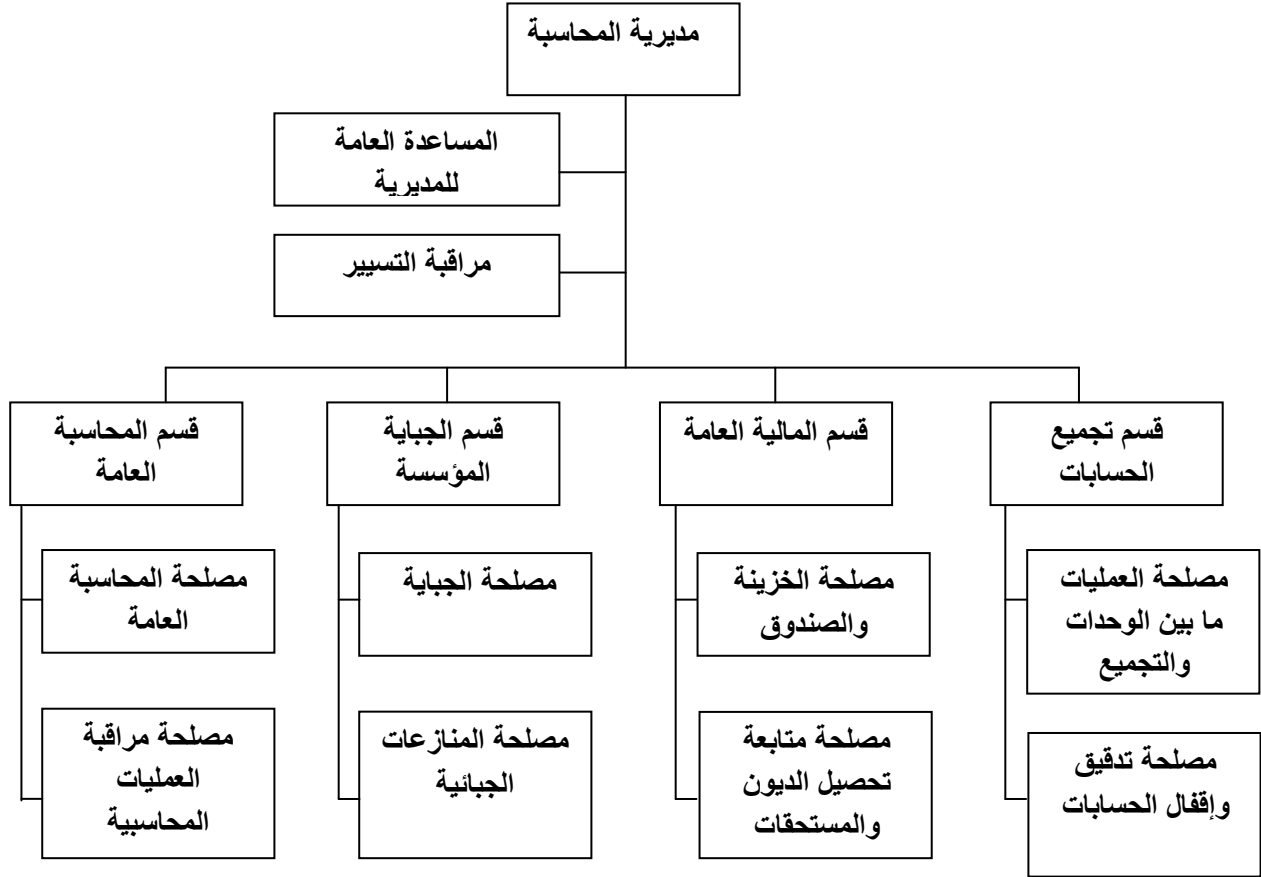 مديرية المحاسبة
المساعدة العامة
للمديرية
مراقبة التسيير
قسم تجميع
الحسابات
قسم المالية العامة
قسم الجباية
المؤسسة
قسم المحاسبة
العامة
مصلحة العمليات
ما بين الوحدات
والتجميع
مصلحة الخزينة
والصندوق
مصلحة الجباية
مصلحة المحاسبة
العامة
مصلحة تدقيق
وإقفال الحسابات
مصلحة متابعة
تحصيل الديون
والمستحقات
مصلحة المنازعات
الجبائية
مصلحة مراقبة
العمليات
المحاسبية